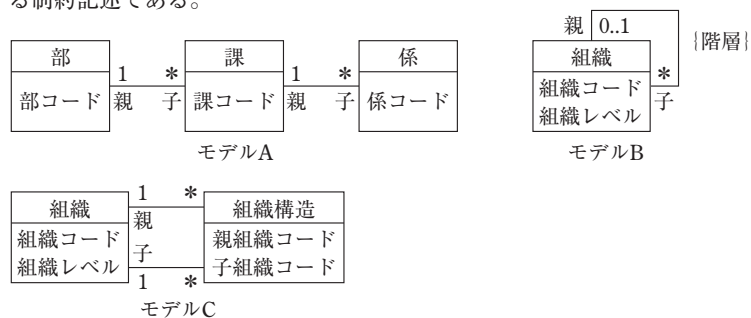 る制約記述である。
親 0..1
{階層}
部
課
係
組織
1 *
1 *
*
部コード
親 子
課コード
親 子
係コード
組織コード
子
組織レベル
モデルA
モデルB
1 *
組織
組織構造
親
組織コード
親組織コード
子
組織レベル
子組織コード
1 *
モデルC